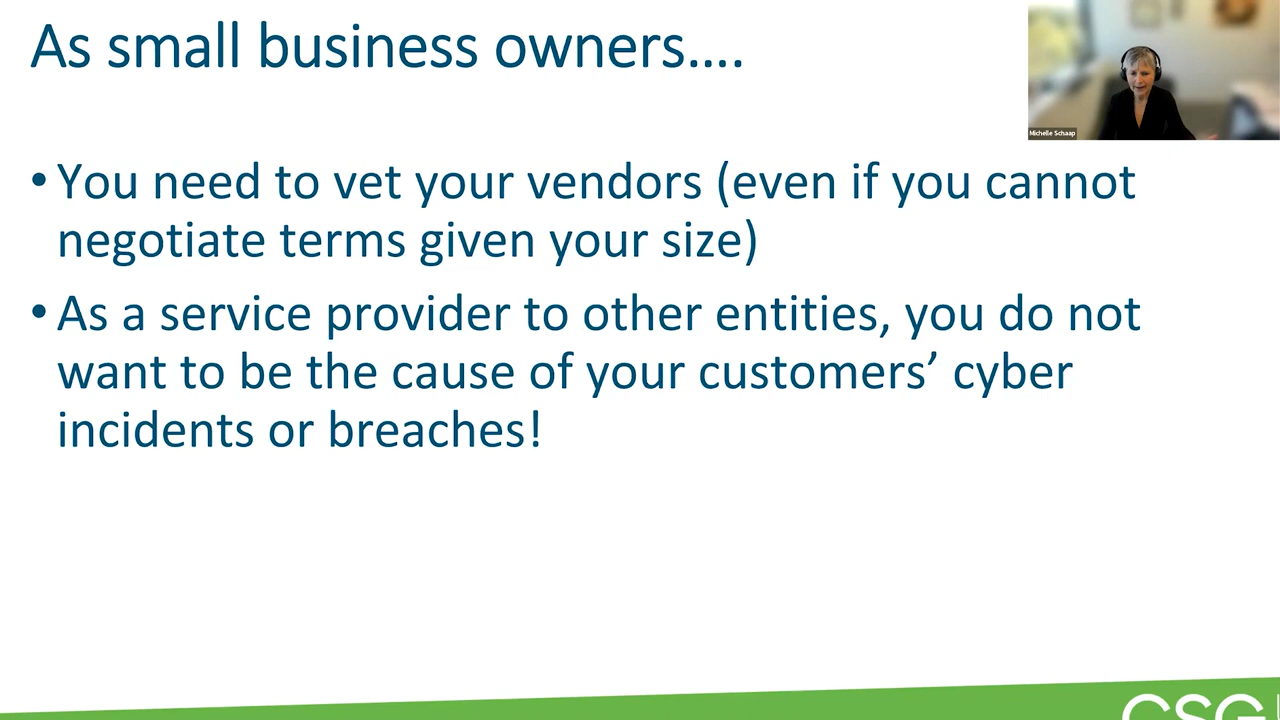 As small business owners....
Michelle Schaap
• You need to vet your vendors (even if you cannot
negotiate terms given your size)
• As a service provider to other entities, you do not
want to be the cause of your customers’ cyber
incidents or breaches!
CSG